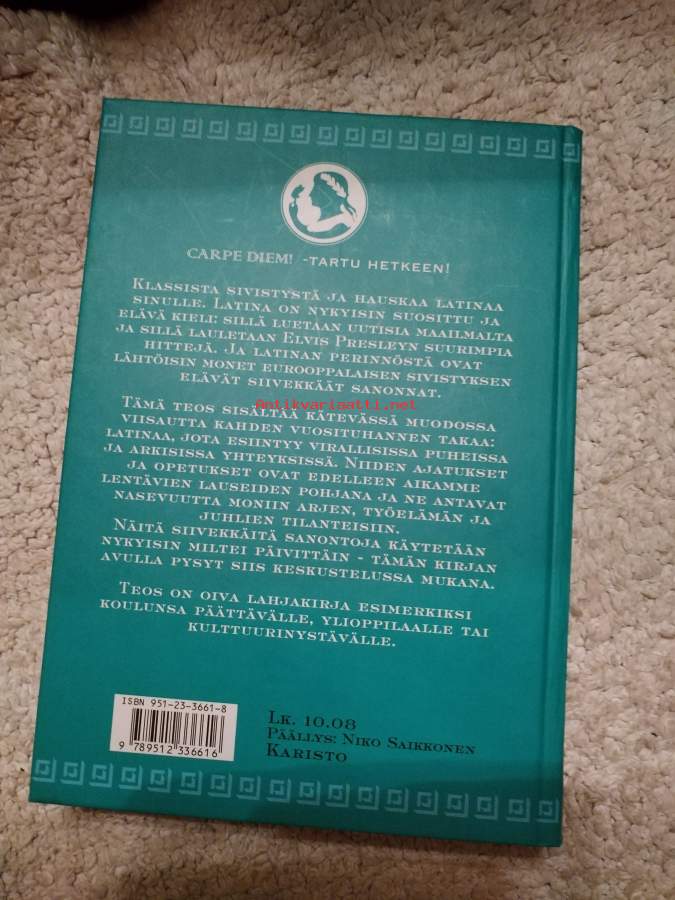 CARPE DIEM! -TARTU HETKEEN!
KLASSISTA SIVISTYSTÄ JA HAUSKAA LATINAA
SINULLE. LATINA ON NYKYISIN SUOSITTU JA
ELÄVÄ KIELI: SILLÄ LUETAAN UUTISIA MAAILMALTA
JA SILLÄ LAULETAAN ELVIS PRESLEYN SUURIMPIA
HITTEJÄ. JA LATINAN PERINNÖSTÄ OVAT
LÄHTÖISIN MONET EUROOPPALAISEN SIVISTYKSEN
ELÄVÄT SIIVEKKÄÄT SANONNAT.
Antikvariaatti.net
TÄMÄ TEOS SISÄLTÄÄ KÄTEVÄSSÄ MUODOSSA
VIISAUTTA KAHDEN VUOSITUHANNEN TAKAA:
LATINAA, JOTA ESIINTYY VIRALLISISSA PUHEISSA
JA ARKISISSA YHTEYKSISSÄ. NIIDEN AJATUKSET
JA OPETUKSET OVAT EDELLEEN AIKAMME
LENTÄVIEN LAUSEIDEN POHJANA JA NE ANTAVAT
NASEVUUTTA MONIIN ARJEN, TYÖELÄMÄN JA
JUHLIEN TILANTEISIIN.
NÄITÄ SIIVEKKÄITÄ SANONTOJA KÄYTETÄÄN
NYKYISIN MILTEI PÄIVITTÄIN - TÄMÄN KIRJAN
AVULLA PYSYT SIIS KESKUSTELUSSA MUKANA.
TEOS ON OIVA LAHJAKIRJA ESIMERKIKSI
KOULUNSA PÄÄTTÄVÄLLE, YLIOPPILAALLE TAI
KULTTUURINYSTÄVÄLLE.
ISBN 951-23-3661-8
9 789512 336616
LK. 10.03
PÄÄLLYS: NIKO SAIKKONEN
KARISTO